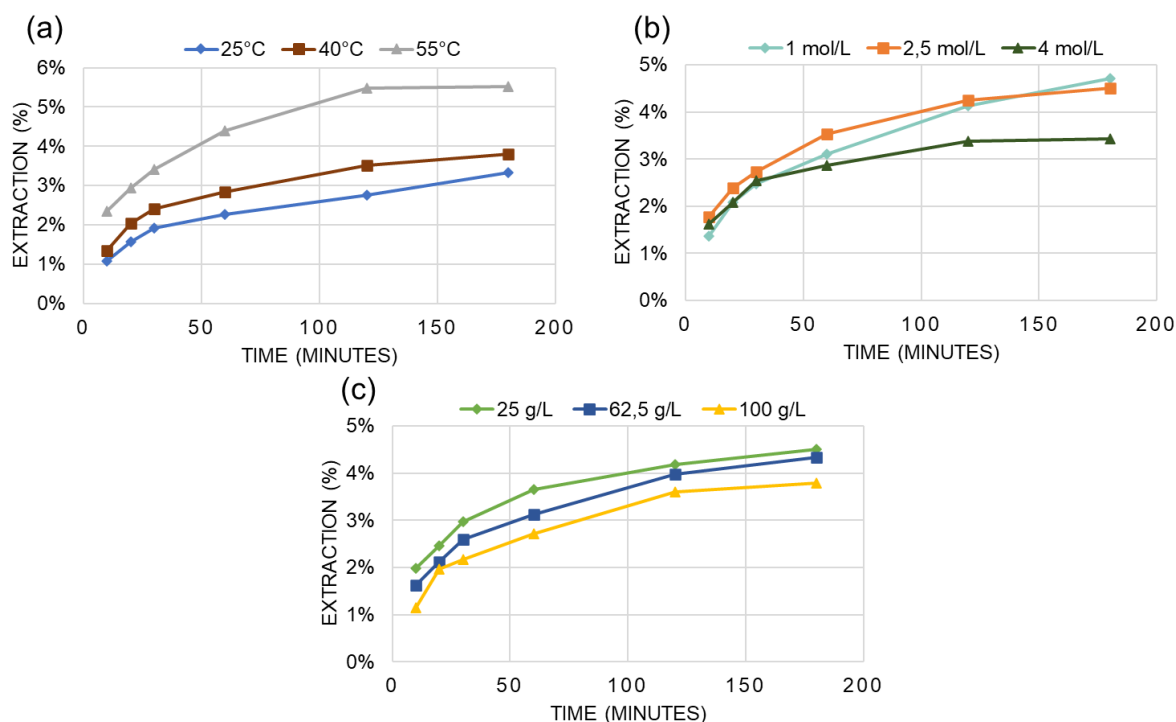 (a)
25°C 40°C 55°C
EXTRACTION (%)
6%
5%
4%
3%
2%
1%
0%
0 50 100 150 200
TIME (MINUTES)
(b)
1 mol/L 2,5 mol/L 4 mol/L
EXTRACTION (%)
5%
4%
3%
2%
1%
0%
0 50 100 150 200
TIME (MINUTES)
(c)
25 g/L 62,5 g/L 100 g/L
EXTRACTION (%)
5%
4%
3%
2%
1%
0%
0 50 100 150 200
TIME (MINUTES)